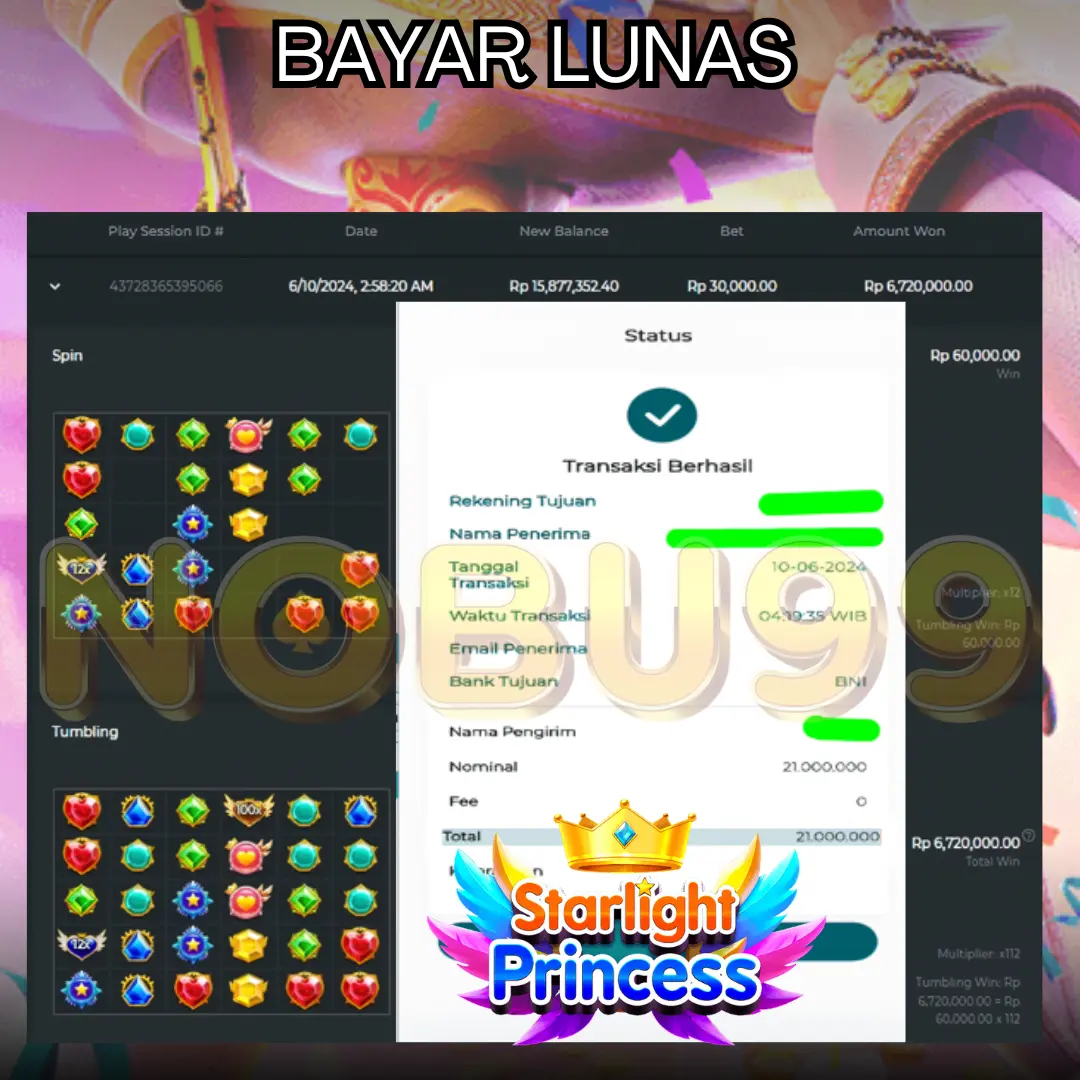 BAYAR LUNAS
Play Session ID # Date New Balance Bet Amount Won
43728365395066 6/10/2024, 2:58:20 AM Rp 15,877,352.40 Rp 30,000.00 Rp 6,720,000.00
Spin
Rp 60,000.00
Win
12x
Multiplier: x12
Tumbling Win: Rp
60,000.00
Status
Transaksi Berhasil
Rekening Tujuan
Nama Penerima
Tanggal
Transaksi
10-06-2024
Waktu Transaksi 04:19:35 WIB
Email Penerima
Bank Tujuan BNI
Nama Pengirim
Nominal 21.000.000
Fee 0
Total 21.000.000
NOBU99
Tumbling
100x
12x
Rp 6,720,000.00
Total Win
Multiplier: x112
Tumbling Win: Rp
6,720,000.00 = Rp
60,000.00 x 112
Starlight
Princess